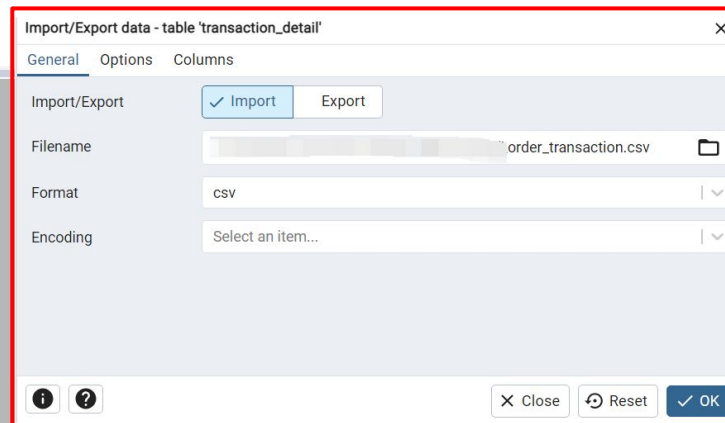 Import/Export data - table 'transaction_detail'
General Options Columns
Import/Export Import Export
Filename order_transaction.csv
Format csv
Encoding Select an item...
Close Reset OK